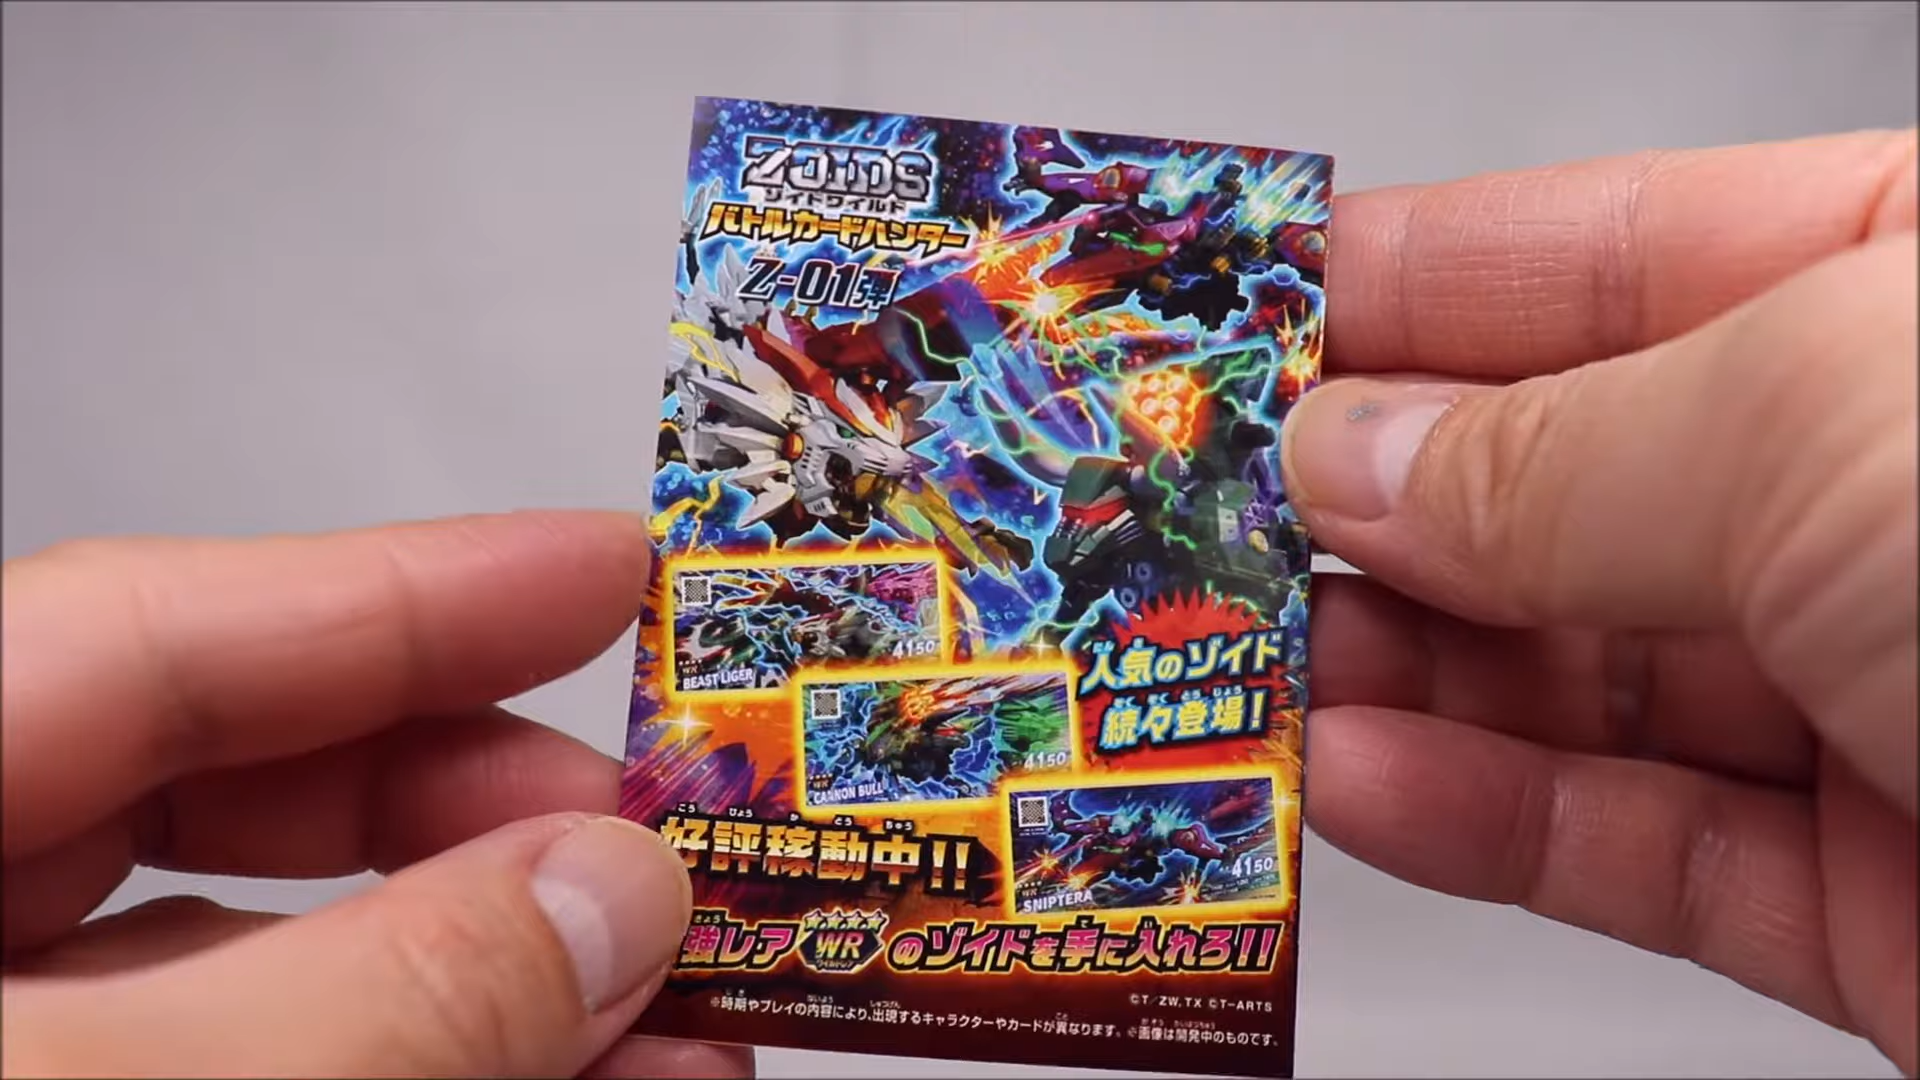 ZOIDS
ゾイドワイルド
バトルカードハンター
Z-01弾
4150
BEAST LIGER
人気のゾイド
続々登場!
4150
CANNON BULL
好評稼動中!!
4150
SNIPTERA
強レア WR のゾイドを手に入れろ!!
©T/ZW, TX ©T-ARTS
※時期やプレイの内容により、出現するキャラクターやカードが異なります。※画像は開発中のものです。